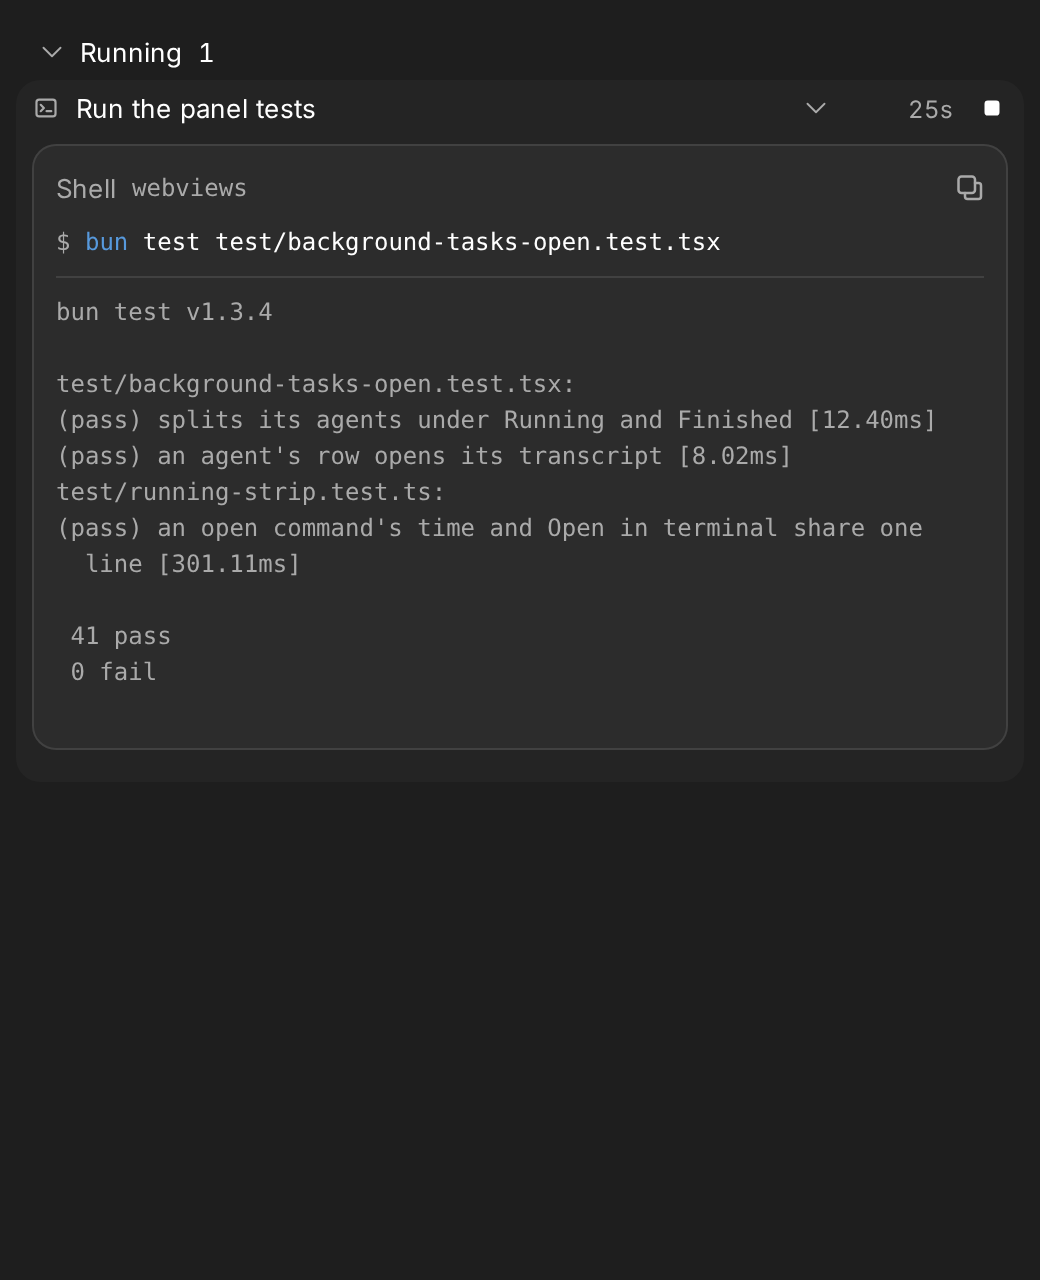 Running 1
Run the panel tests 25s
Shell webviews
$ bun test test/background-tasks-open.test.tsx
bun test v1.3.4
test/background-tasks-open.test.tsx:
(pass) splits its agents under Running and Finished [12.40ms]
(pass) an agent's row opens its transcript [8.02ms]
test/running-strip.test.ts:
(pass) an open command's time and Open in terminal share one
line [301.11ms]
41 pass
0 fail